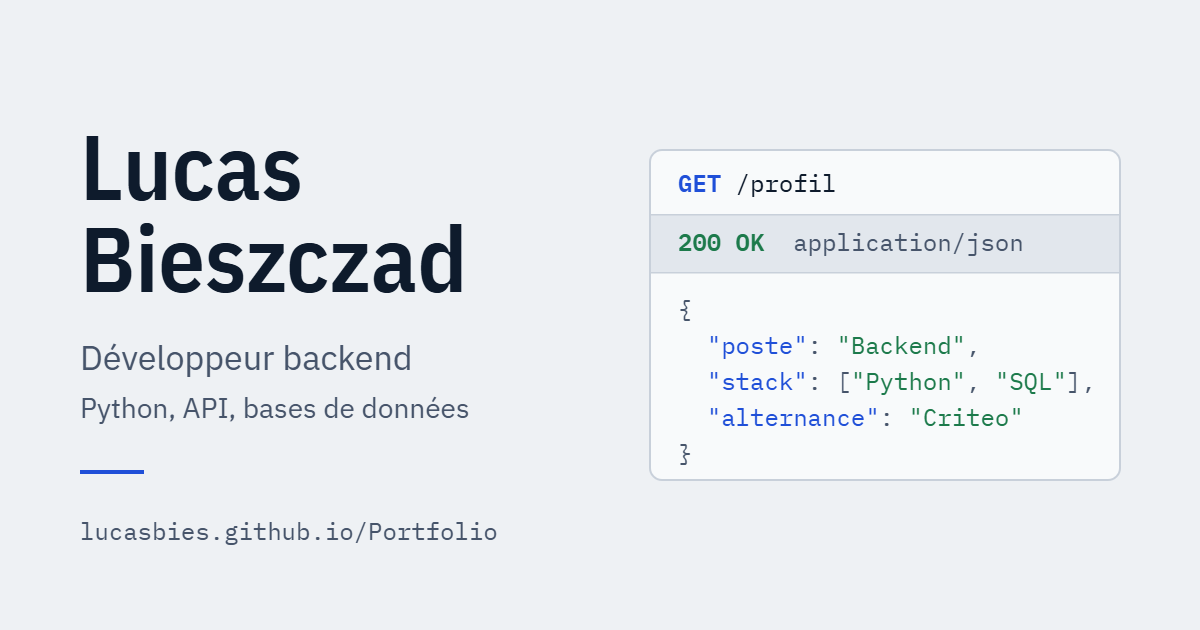 Lucas
Bieszczad
Développeur backend
Python, API, bases de données
lucasbies.github.io/Portfolio
GET /profil
200 OK  application/json
{
  "poste": "Backend",
  "stack": ["Python", "SQL"],
  "alternance": "Criteo"
}